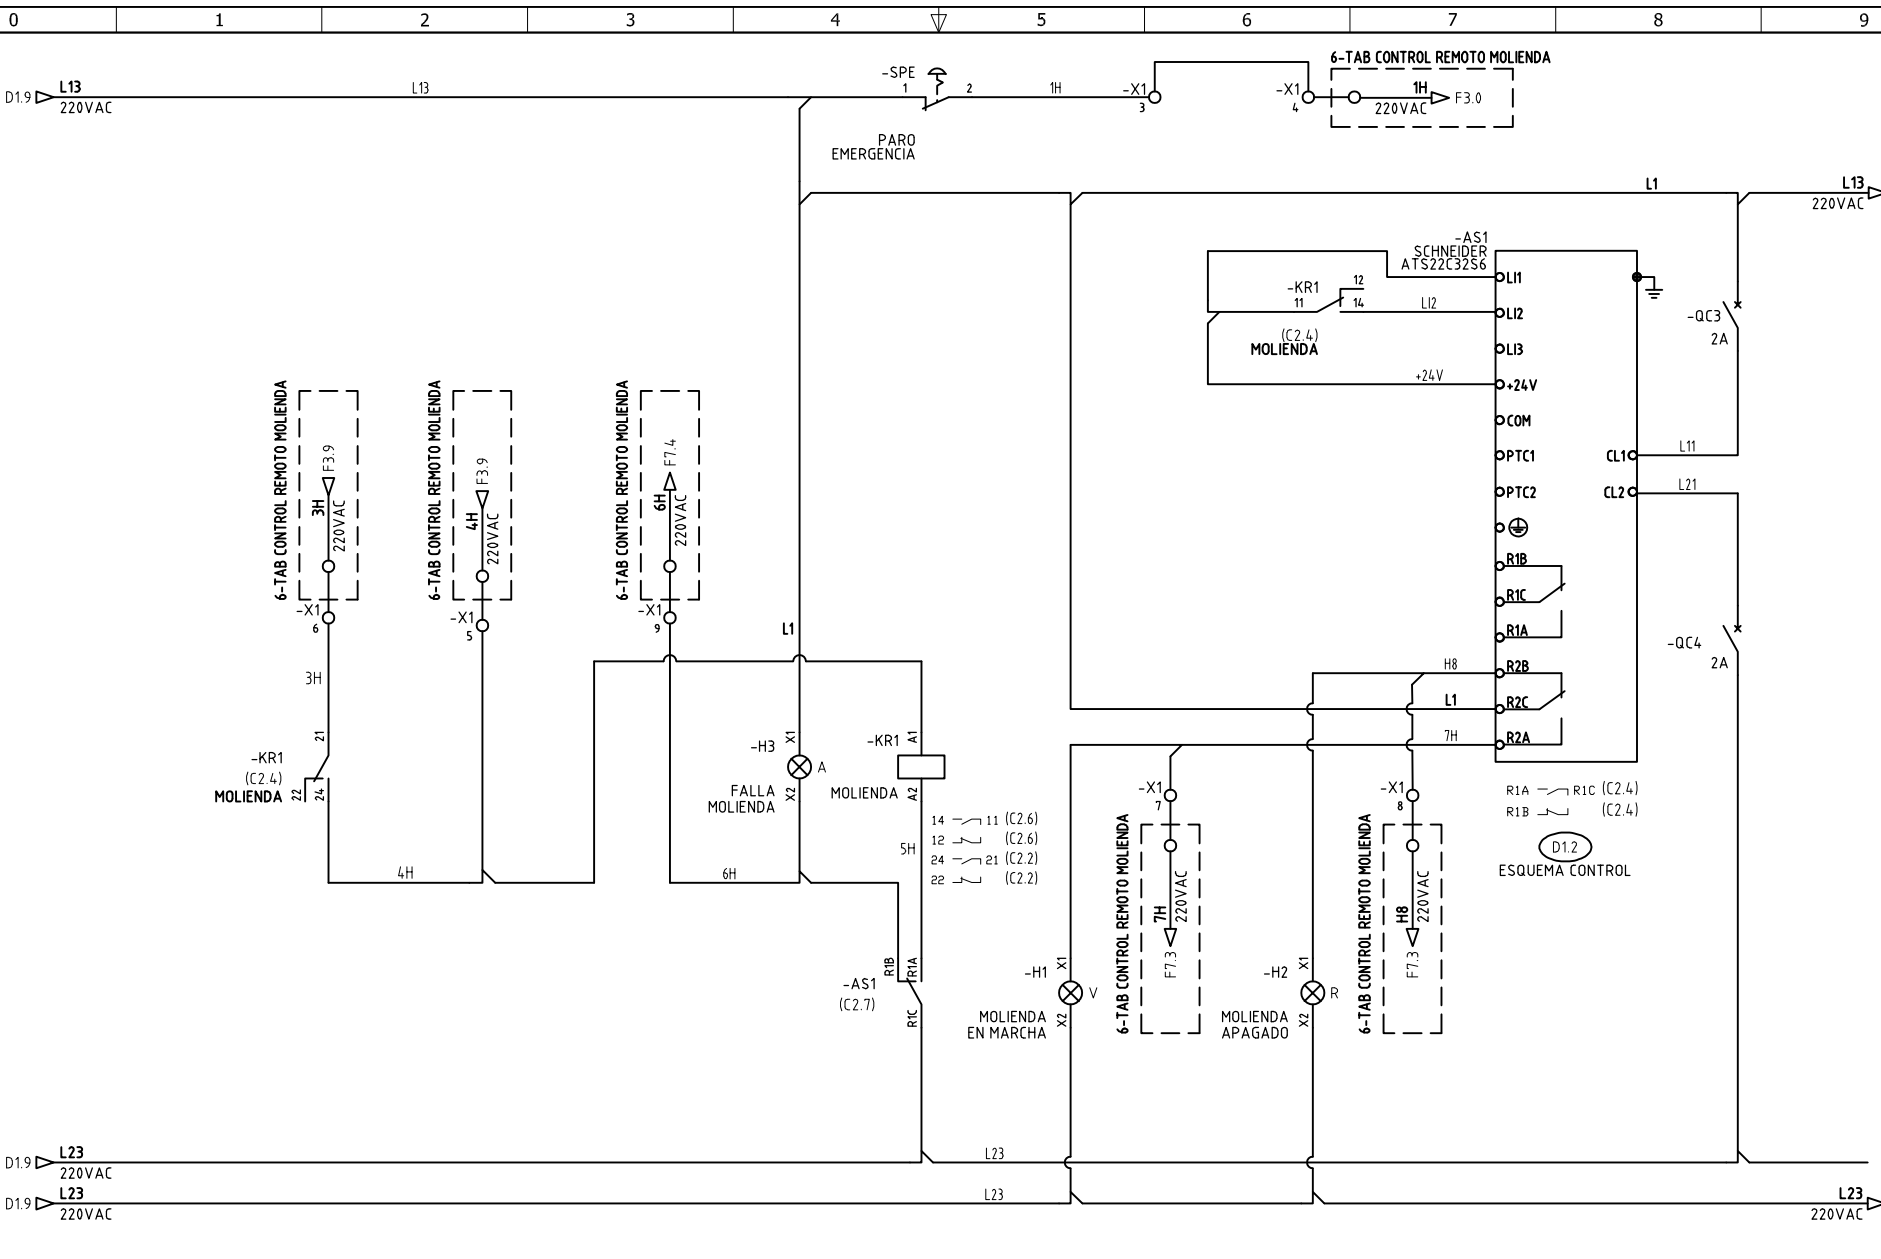 0 1 2 3 4 5 6 7 8 9
6-TAB CONTROL REMOTO MOLIENDA
D1.9 L13 220VAC
L13
-SPE
1 2
1H
-X1 3
-X1 4
1H 220VAC F3.0
PARO
EMERGENCIA
L1
L13
220VAC
-AS1
SCHNEIDER
ATS22C32S6
LI1
LI2
LI3
+24V
COM
PTC1
PTC2
R1B
R1C
R1A
R2B
R2C
R2A
CL1
CL2
-KR1
11 12 14
LI2
(C2.4)
MOLIENDA
+24V
-QC3
2A
L11
L21
-QC4
2A
6-TAB CONTROL REMOTO MOLIENDA
3H 220VAC F3.9
-X1
6
6-TAB CONTROL REMOTO MOLIENDA
4H 220VAC F3.9
-X1
5
6-TAB CONTROL REMOTO MOLIENDA
6H 220VAC F7.4
-X1
9
L1
3H
21
-KR1
(C2.4)
MOLIENDA
22 24
4H
6H
-H3
X1
A
X2
FALLA
MOLIENDA
-KR1
A1
A2
MOLIENDA
14 11 (C2.6)
12 (C2.6)
24 21 (C2.2)
22 (C2.2)
5H
R1B R1A
-AS1
(C2.7)
R1C
H8
L1
7H
-X1
7
6-TAB CONTROL REMOTO MOLIENDA
7H 220VAC
F7.3
-X1
8
6-TAB CONTROL REMOTO MOLIENDA
H8 220VAC
F7.3
R1A R1C (C2.4)
R1B (C2.4)
D1.2
ESQUEMA CONTROL
-H1
X1
V
X2
MOLIENDA
EN MARCHA
-H2
X1
R
X2
MOLIENDA
APAGADO
D1.9 L23 220VAC
L23
D1.9 L23 220VAC
L23
L23
220VAC